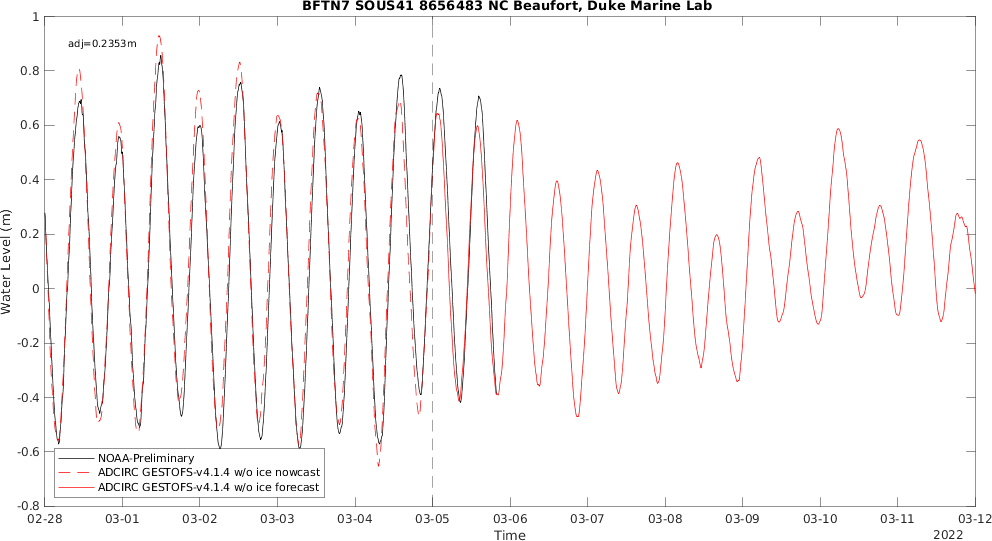 BFTN7 SOUS41 8656483 NC Beaufort, Duke Marine Lab
adj=0.2353m
Water Level (m)
1
0.8
0.6
0.4
0.2
0
-0.2
-0.4
-0.6
-0.8
NOAA-Preliminary
ADCIRC GESTOFS-v4.1.4 w/o ice nowcast
ADCIRC GESTOFS-v4.1.4 w/o ice forecast
02-28 03-01 03-02 03-03 03-04 03-05 03-06 03-07 03-08 03-09 03-10 03-11 03-12
Time
2022